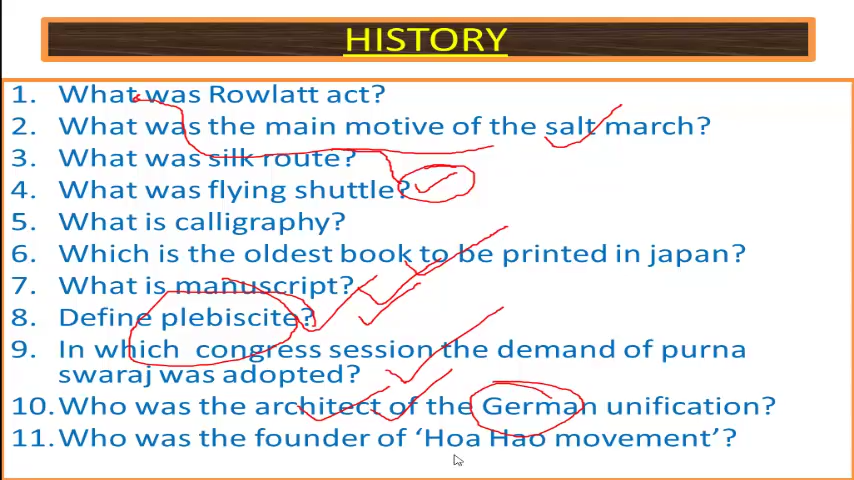 HISTORY
1. What was Rowlatt act?
2. What was the main motive of the salt march?
3. What was silk route?
4. What was flying shuttle?
5. What is calligraphy?
6. Which is the oldest book to be printed in japan?
7. What is manuscript?
8. Define plebiscite?
9. In which congress session the demand of purna
swaraj was adopted?
10. Who was the architect of the German unification?
11. Who was the founder of ‘Hoa Hao movement’?